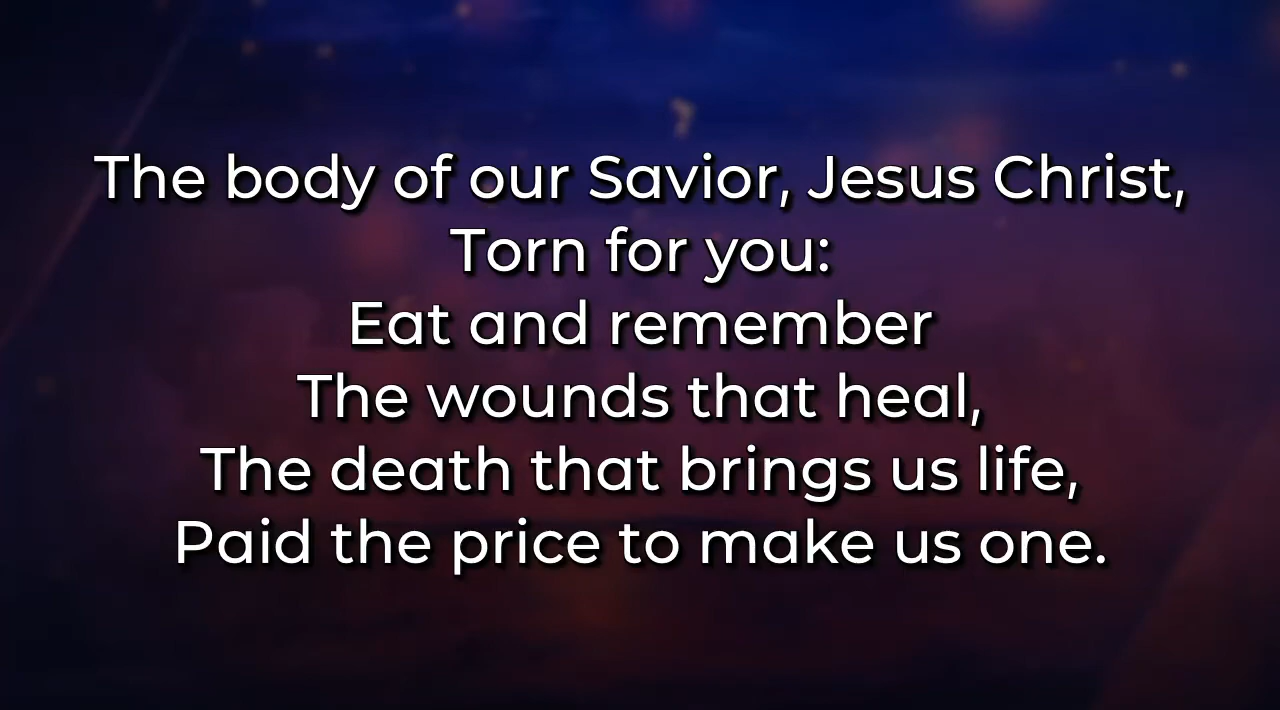 The body of our Savior, Jesus Christ,
Torn for you:
Eat and remember
The wounds that heal,
The death that brings us life,
Paid the price to make us one.